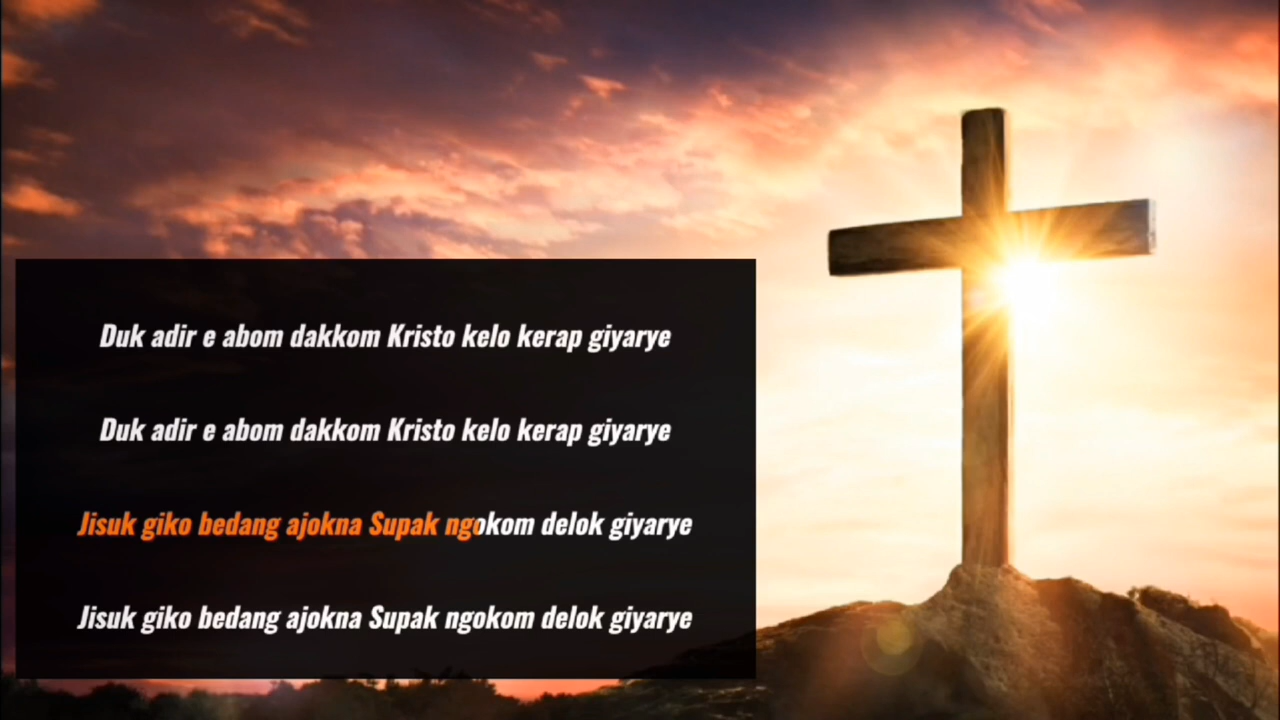 Duk adir e abom dakkom Kristo kelo kerap giyarye
Duk adir e abom dakkom Kristo kelo kerap giyarye
Jisuk giko bedang ajokna Supak ngokom delok giyarye
Jisuk giko bedang ajokna Supak ngokom delok giyarye